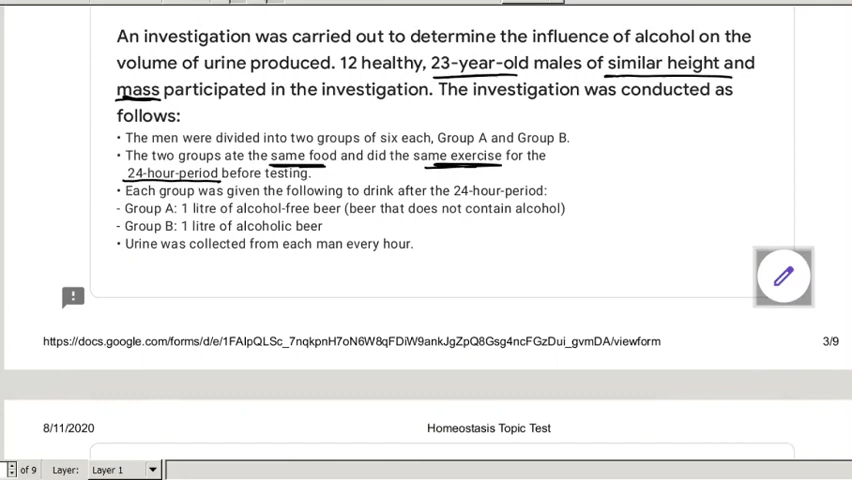 An investigation was carried out to determine the influence of alcohol on the
volume of urine produced. 12 healthy, 23-year-old males of similar height and
mass participated in the investigation. The investigation was conducted as
follows:
• The men were divided into two groups of six each, Group A and Group B.
• The two groups ate the same food and did the same exercise for the
24-hour-period before testing.
• Each group was given the following to drink after the 24-hour-period:
- Group A: 1 litre of alcohol-free beer (beer that does not contain alcohol)
- Group B: 1 litre of alcoholic beer
• Urine was collected from each man every hour.
!
https://docs.google.com/forms/d/e/1FAIpQLSc_7nqkpnH7oN6W8qFDiW9ankJgZpQ8Gsg4ncFGzDui_gvmDA/viewform 3/9
8/11/2020 Homeostasis Topic Test
of 9 Layer: Layer 1